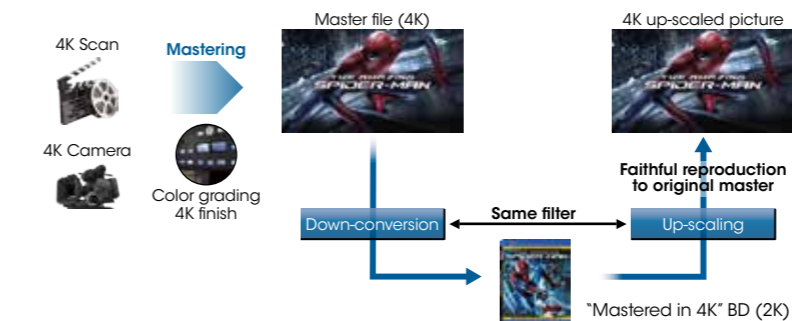 Master file (4K)
4K up-scaled picture
4K Scan
Mastering
THE AMAZING
SPIDER-MAN
THE AMAZING
SPIDER-MAN
4K Camera
Color grading
4K finish
Faithful reproduction
to original master
Down-conversion
Same filter
Up-scaling
SPIDER-MAN
"Mastered in 4K" BD (2K)